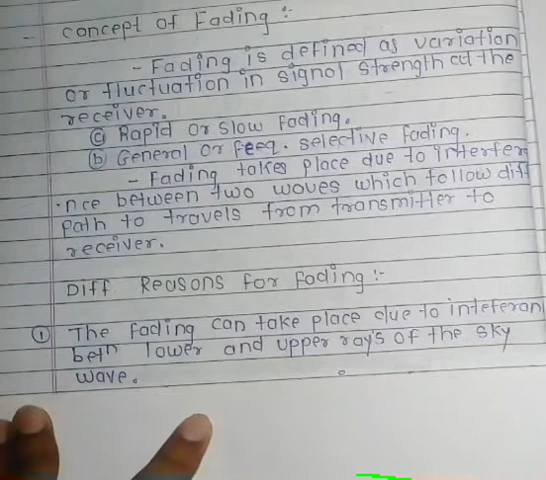 - Concept of Fading :-
- Fading is defined as variation
or fluctuation in signal strength at the
receiver.
(a) Rapid or slow fading.
(b) General or freq. selective fading.
- Fading takes place due to interfere
nce between two waves which follow diff
path to travels from transmitter to
receiver.
Diff Reasons for fading :-
(1) The fading can take place due to inteferan
betn lower and upper ray's of the sky
wave.